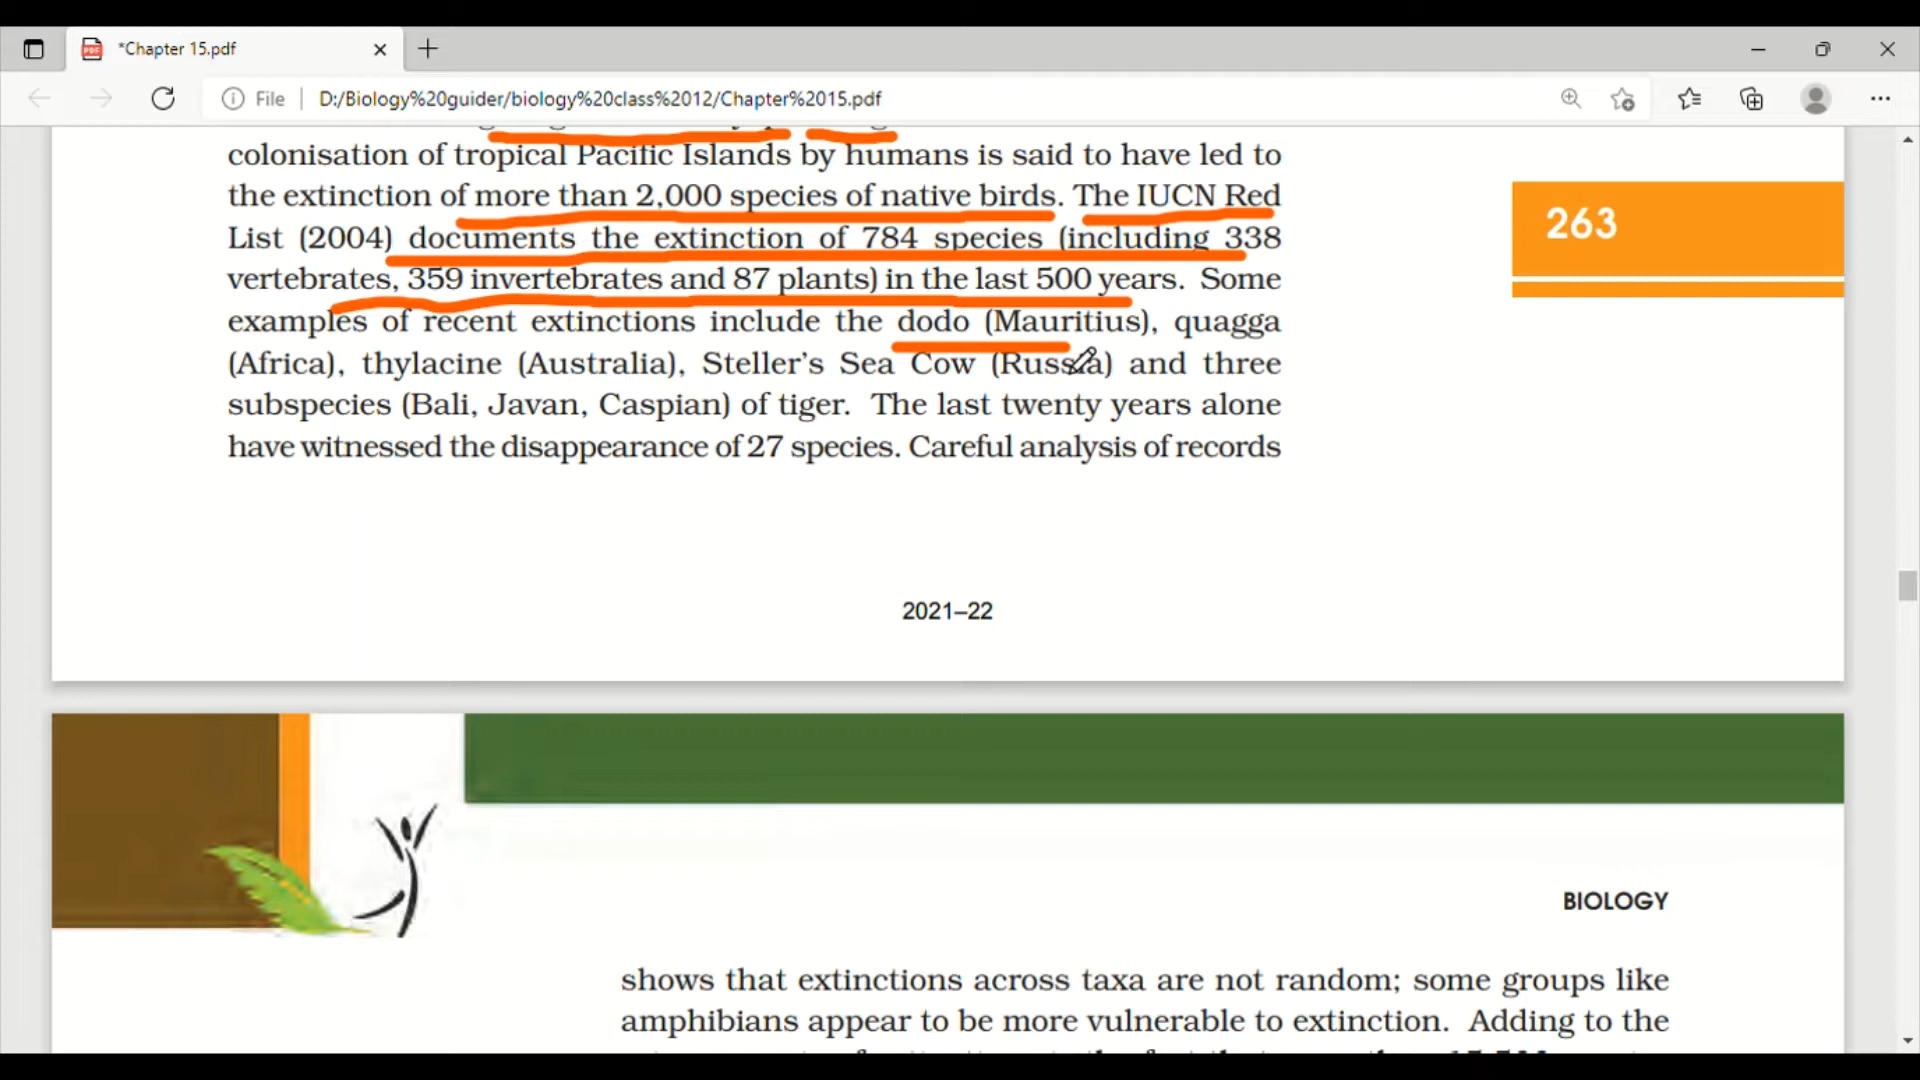 *Chapter 15.pdf
File
D:/Biology%20guider/biology%20class%2012/Chapter%2015.pdf
colonisation of tropical Pacific Islands by humans is said to have led to
the extinction of more than 2,000 species of native birds. The IUCN Red
List (2004) documents the extinction of 784 species (including 338
vertebrates, 359 invertebrates and 87 plants) in the last 500 years. Some
examples of recent extinctions include the dodo (Mauritius), quagga
(Africa), thylacine (Australia), Steller's Sea Cow (Russia) and three
subspecies (Bali, Javan, Caspian) of tiger. The last twenty years alone
have witnessed the disappearance of 27 species. Careful analysis of records
263
2021–22
BIOLOGY
shows that extinctions across taxa are not random; some groups like
amphibians appear to be more vulnerable to extinction. Adding to the